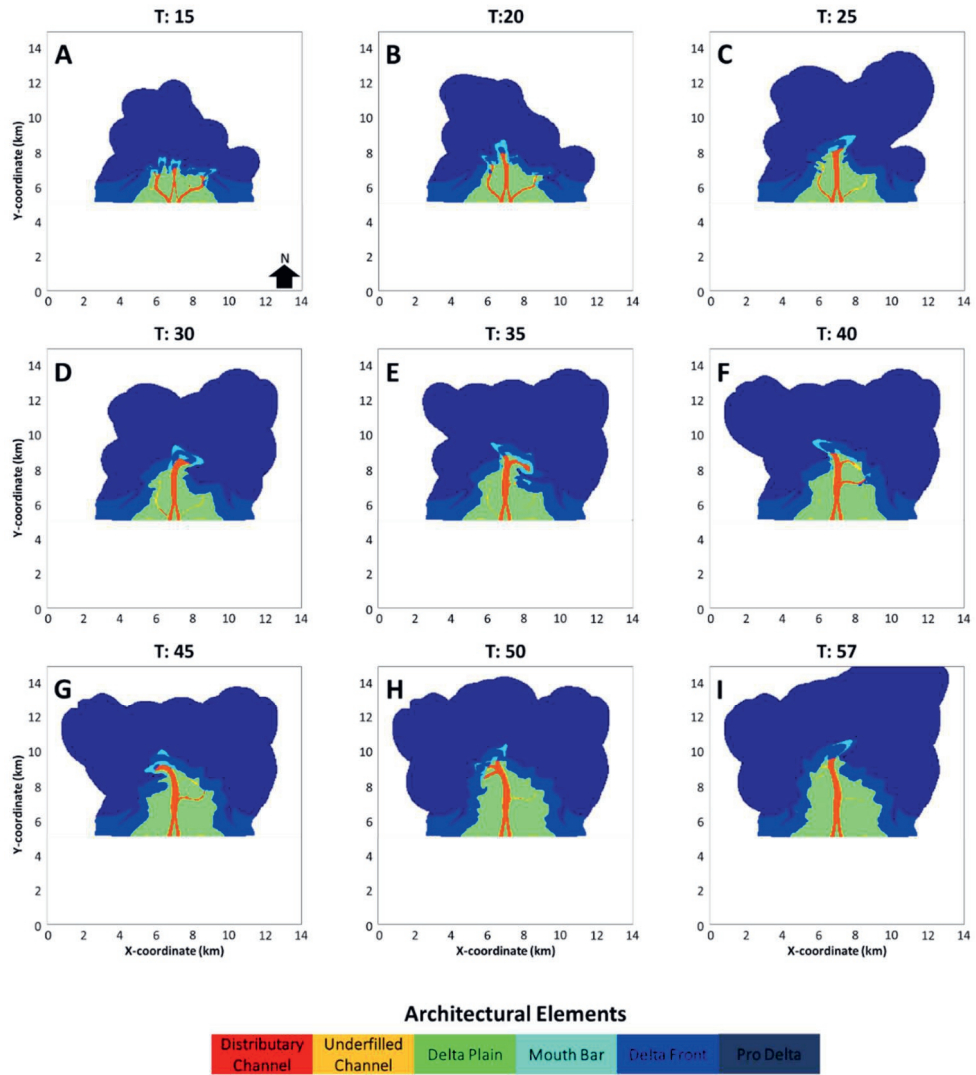 T: 15 T:20 T: 25
A B C
14 14 14
12 12 12
10 10 10
8 8 8
6 6 6
4 4 4
2 2 2
0 0 0
Y-coordinate (km)
N
0 2 4 6 8 10 12 14 0 2 4 6 8 10 12 14 0 2 4 6 8 10 12 14
T: 30 T: 35 T: 40
D E F
14 14 14
12 12 12
10 10 10
8 8 8
6 6 6
4 4 4
2 2 2
0 0 0
Y-coordinate (km)
0 2 4 6 8 10 12 14 0 2 4 6 8 10 12 14 0 2 4 6 8 10 12 14
T: 45 T: 50 T: 57
G H I
14 14 14
12 12 12
10 10 10
8 8 8
6 6 6
4 4 4
2 2 2
0 0 0
Y-coordinate (km)
0 2 4 6 8 10 12 14 0 2 4 6 8 10 12 14 0 2 4 6 8 10 12 14
X-coordinate (km) X-coordinate (km) X-coordinate (km)
Architectural Elements
Distributary Channel
Underfilled Channel
Delta Plain
Mouth Bar
Delta Front
Pro Delta